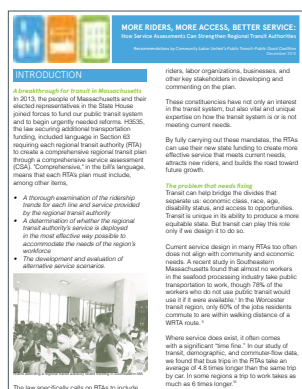 MORE RIDERS, MORE ACCESS, BETTER SERVICE:
How Service Assessments Can Strengthen Regional Transit Authorities
Recommendations by Community Labor United's Public Transit-Public Good Coalition
December 2013
INTRODUCTION
A breakthrough for transit in Massachusetts
In 2013, the people of Massachusetts and their
elected representatives in the State House
joined forces to fund our public transit system
and to begin urgently needed reforms. H3535,
the law securing additional transportation
funding, included language in Section 63
requiring each regional transit authority (RTA)
to create a comprehensive regional transit plan
through a comprehensive service assessment
(CSA). "Comprehensive," in the bill's language,
means that each RTA's plan must include,
among other items,
• A thorough examination of the ridership
trends for each line and service provided
by the regional transit authority
• A determination of whether the regional
transit authority's service is deployed
in the most effective way possible to
accommodate the needs of the region's
workforce
• The development and evaluation of
alternative service scenarios.
The law specifically calls on RTAs to include
riders, labor organizations, businesses, and
other key stakeholders in developing and
commenting on the plan.
These constituencies have not only an interest
in the transit system, but also vital and unique
expertise on how the transit system is or is not
meeting current needs.
By fully carrying out these mandates, the RTAs
can use their new state funding to create more
effective service that meets current needs,
attracts new riders, and builds the road toward
future growth.
The problem that needs fixing
Transit can help bridge the divides that
separate us: economic class, race, age,
disability status, and access to opportunities.
Transit is unique in its ability to produce a more
equitable state. But transit can play this role
only if we design it to do so.
Current service design in many RTAs too often
does not align with community and economic
needs. A recent study in Southeastern
Massachusetts found that almost no workers
in the seafood processing industry take public
transportation to work, though 78% of the
workers who do not use public transit would
use it if it were available. In the Worcester
transit region, only 60% of the jobs residents
commute to are within walking distance of a
WRTA route.
Where service does exist, it often comes
with a significant "time fine." In our study of
transit, demographic, and commuter-flow data,
we found that bus trips in the RTAs take an
average of 4.8 times longer than the same trip
by car. In some regions a trip to work takes as
much as 6 times longer.